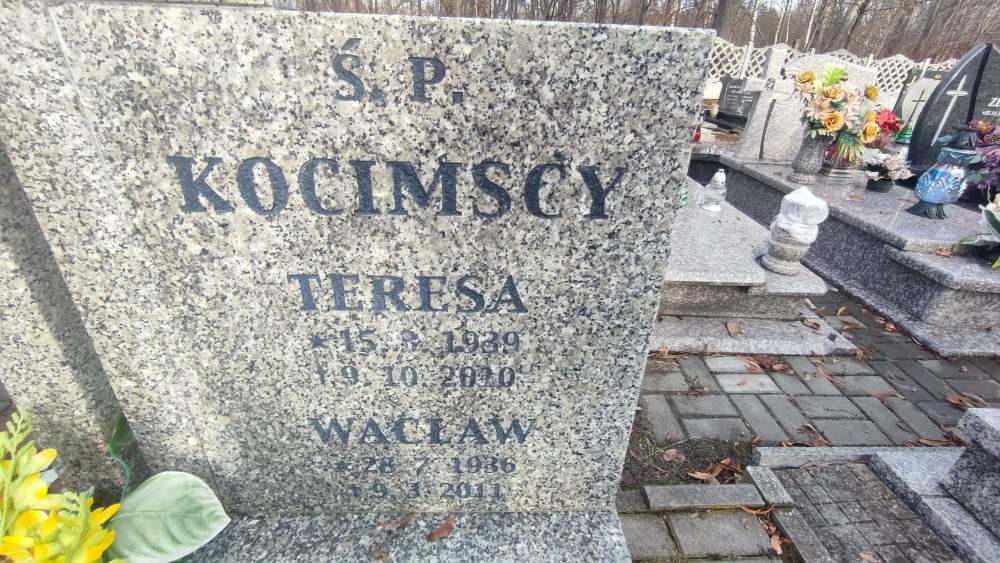 Ś. P.
KOCIMSCY
TERESA
* 15. 8. 1939
† 9. 10. 2010
WACŁAW
* 28. 7. 1936
† 9. 3. 2011